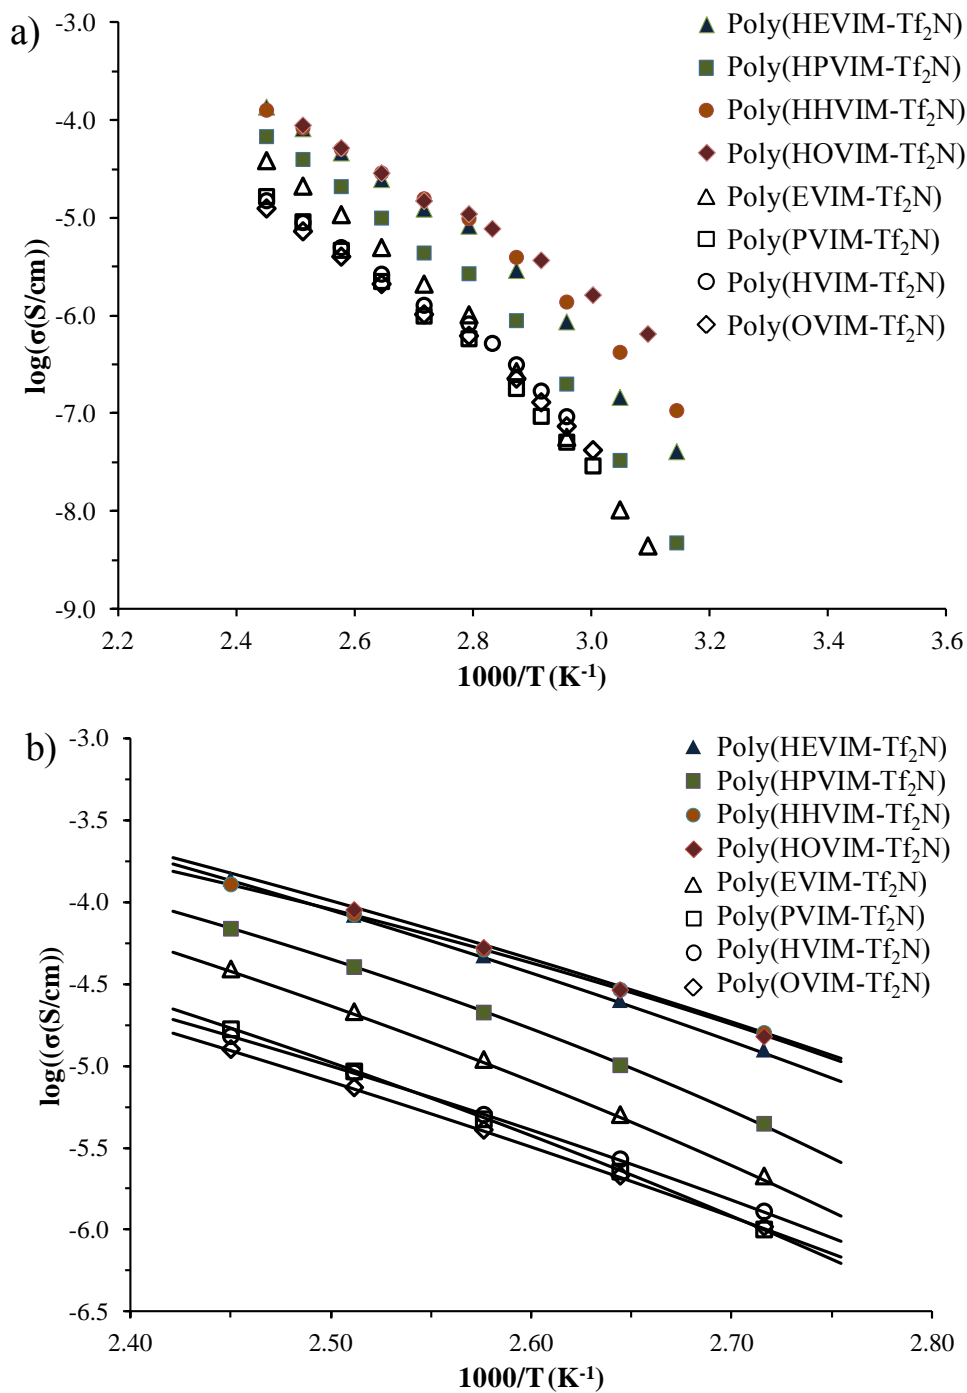 a)
-3.0
-4.0
-5.0
-6.0
-7.0
-8.0
-9.0
log(σ(S/cm))
2.2 2.4 2.6 2.8 3.0 3.2 3.4 3.6
1000/T (K⁻¹)
Poly(HEVIM-Tf₂N)
Poly(HPVIM-Tf₂N)
Poly(HHVIM-Tf₂N)
Poly(HOVIM-Tf₂N)
Poly(EVIM-Tf₂N)
Poly(PVIM-Tf₂N)
Poly(HVIM-Tf₂N)
Poly(OVIM-Tf₂N)
b)
-3.0
-3.5
-4.0
-4.5
-5.0
-5.5
-6.0
-6.5
log((σ(S/cm))
2.40 2.50 2.60 2.70 2.80
1000/T (K⁻¹)
Poly(HEVIM-Tf₂N)
Poly(HPVIM-Tf₂N)
Poly(HHVIM-Tf₂N)
Poly(HOVIM-Tf₂N)
Poly(EVIM-Tf₂N)
Poly(PVIM-Tf₂N)
Poly(HVIM-Tf₂N)
Poly(OVIM-Tf₂N)